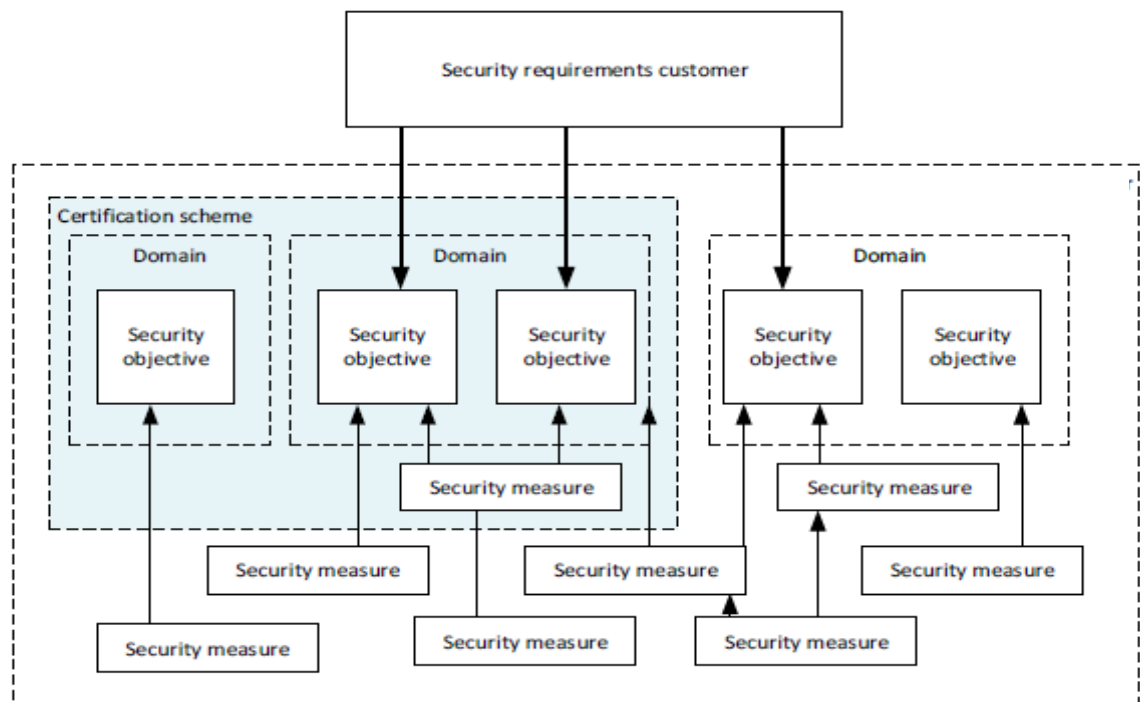 Security requirements customer
Certification scheme
Domain
Domain
Domain
Security
objective
Security
objective
Security
objective
Security
objective
Security
objective
Security measure
Security measure
Security measure
Security measure
Security measure
Security measure
Security measure
Security measure